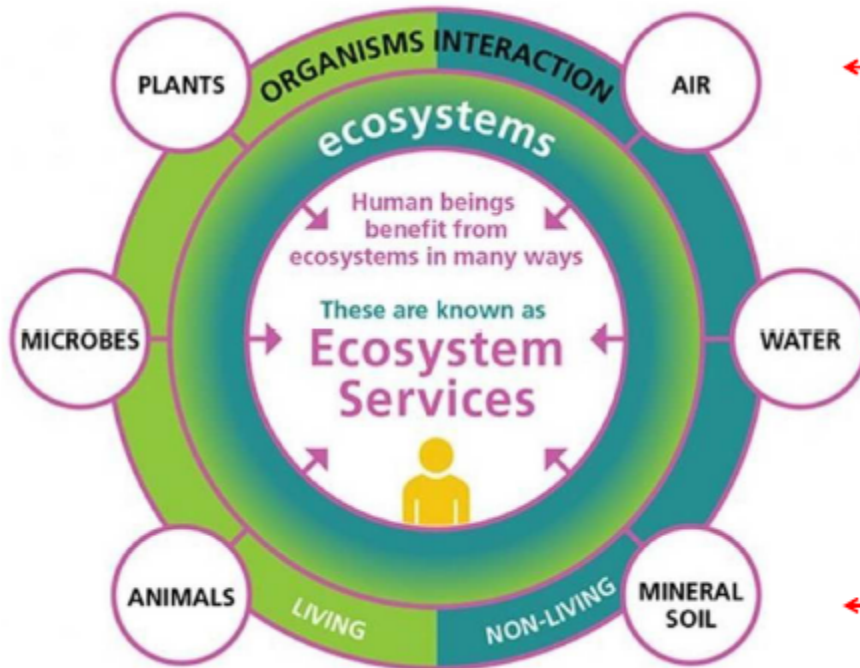 ORGANISMS INTERACTION
PLANTS
AIR
ecosystems
Human beings
benefit from
ecosystems in many ways
These are known as
Ecosystem
Services
MICROBES
WATER
ANIMALS
LIVING
NON-LIVING
MINERAL
SOIL